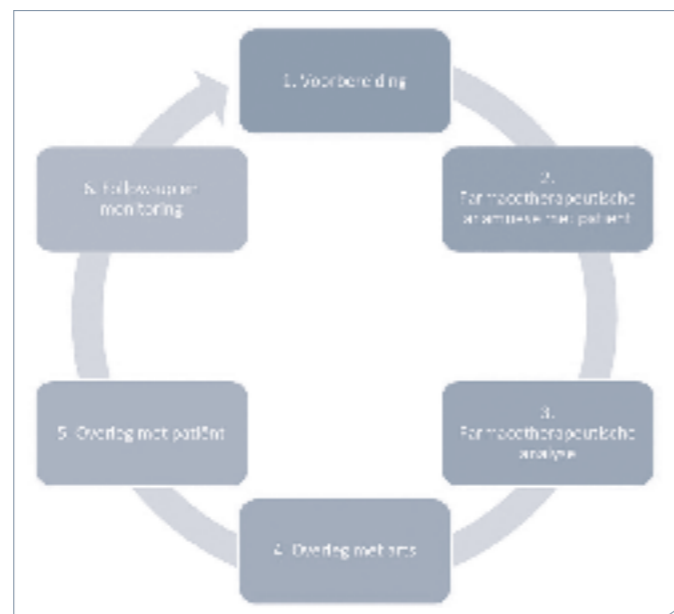 1. Voorbereiding
2.
Farmacotherapeutische
anamnese met patiënt
3.
Farmacotherapeutische
analyse
4. Overleg met arts
5. Overleg met patiënt
6. Follow-up en
monitoring